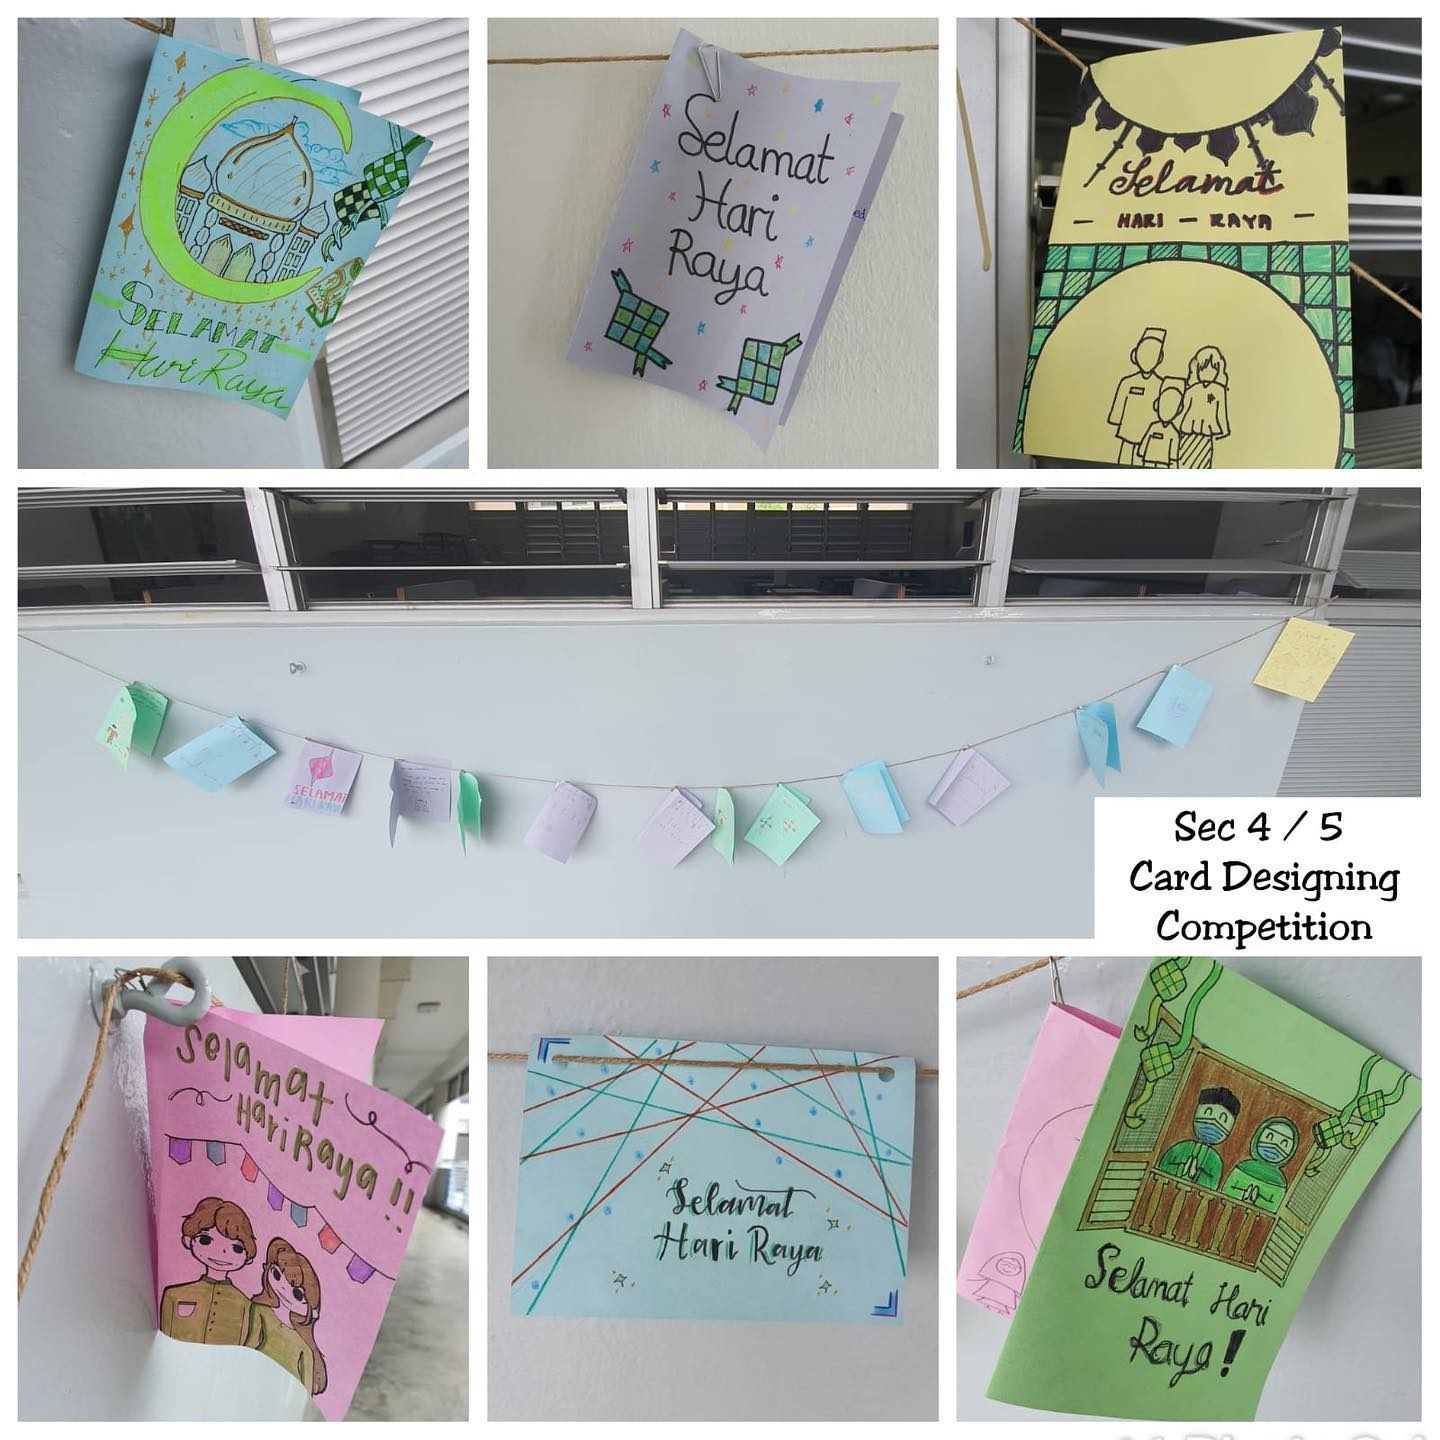 SELAMAT
Hari Raya
Selamat
Hari
Raya
ed
Selamat
HARI - RAYA
SELAMAT
HARI RAYA
Sec 4 / 5
Card Designing
Competition
Selamat
Hari Raya !!
Selamat
Hari Raya
Selamat Hari
Raya!